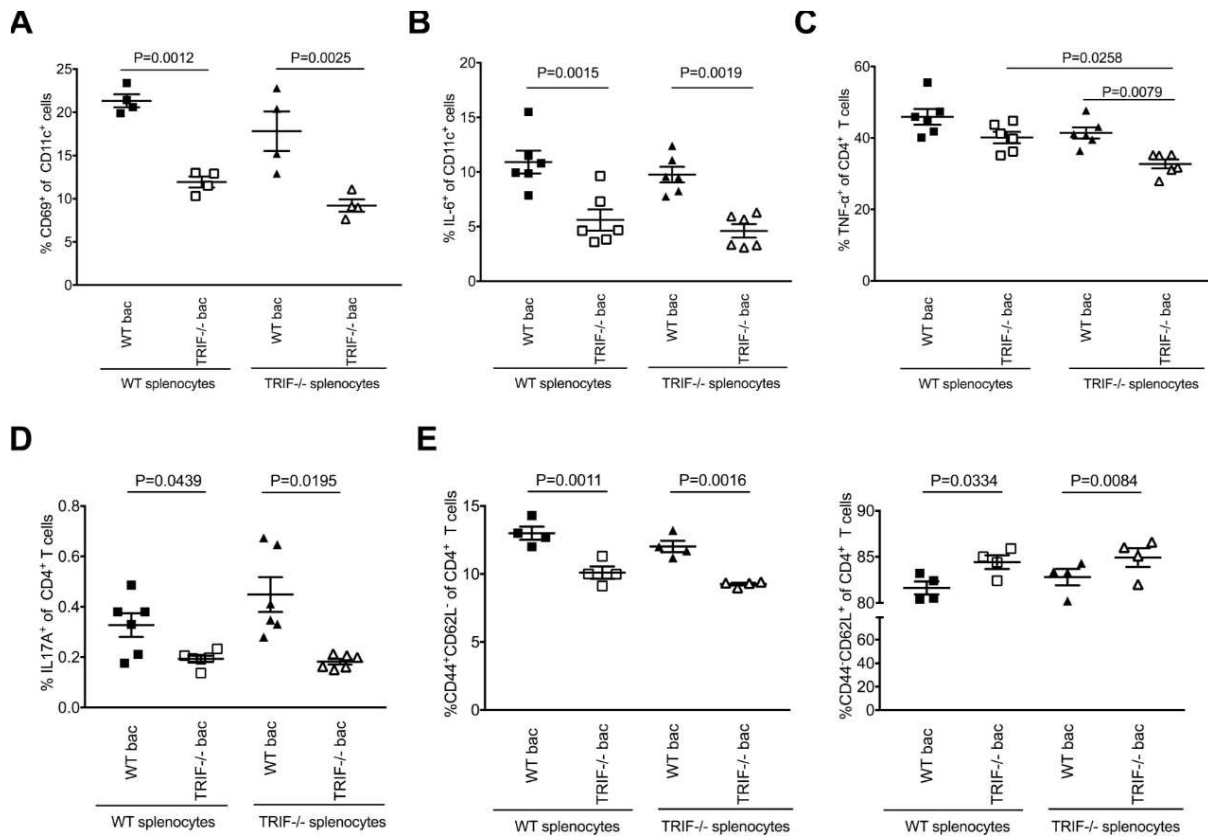 A
P=0.0012
P=0.0025
25
20
15
10
5
0
% CD69⁺ of CD11c⁺ cells
WT bac
TRIF-/- bac
WT bac
TRIF-/- bac
WT splenocytes
TRIF-/- splenocytes
B
P=0.0015
P=0.0019
20
15
10
5
0
% IL-6⁺ of CD11c⁺ cells
WT bac
TRIF-/- bac
WT bac
TRIF-/- bac
WT splenocytes
TRIF-/- splenocytes
C
P=0.0258
P=0.0079
60
40
20
0
% TNF-α⁺ of CD4⁺ T cells
WT bac
TRIF-/- bac
WT bac
TRIF-/- bac
WT splenocytes
TRIF-/- splenocytes
D
P=0.0439
P=0.0195
0.8
0.6
0.4
0.2
0.0
% IL17A⁺ of CD4⁺ T cells
WT bac
TRIF-/- bac
WT bac
TRIF-/- bac
WT splenocytes
TRIF-/- splenocytes
E
P=0.0011
P=0.0016
15
10
5
0
%CD44⁺CD62L⁻ of CD4⁺ T cells
WT bac
TRIF-/- bac
WT bac
TRIF-/- bac
WT splenocytes
TRIF-/- splenocytes
P=0.0334
P=0.0084
90
85
80
80
60
40
20
0
%CD44⁻CD62L⁺ of CD4⁺ T cells
WT bac
TRIF-/- bac
WT bac
TRIF-/- bac
WT splenocytes
TRIF-/- splenocytes